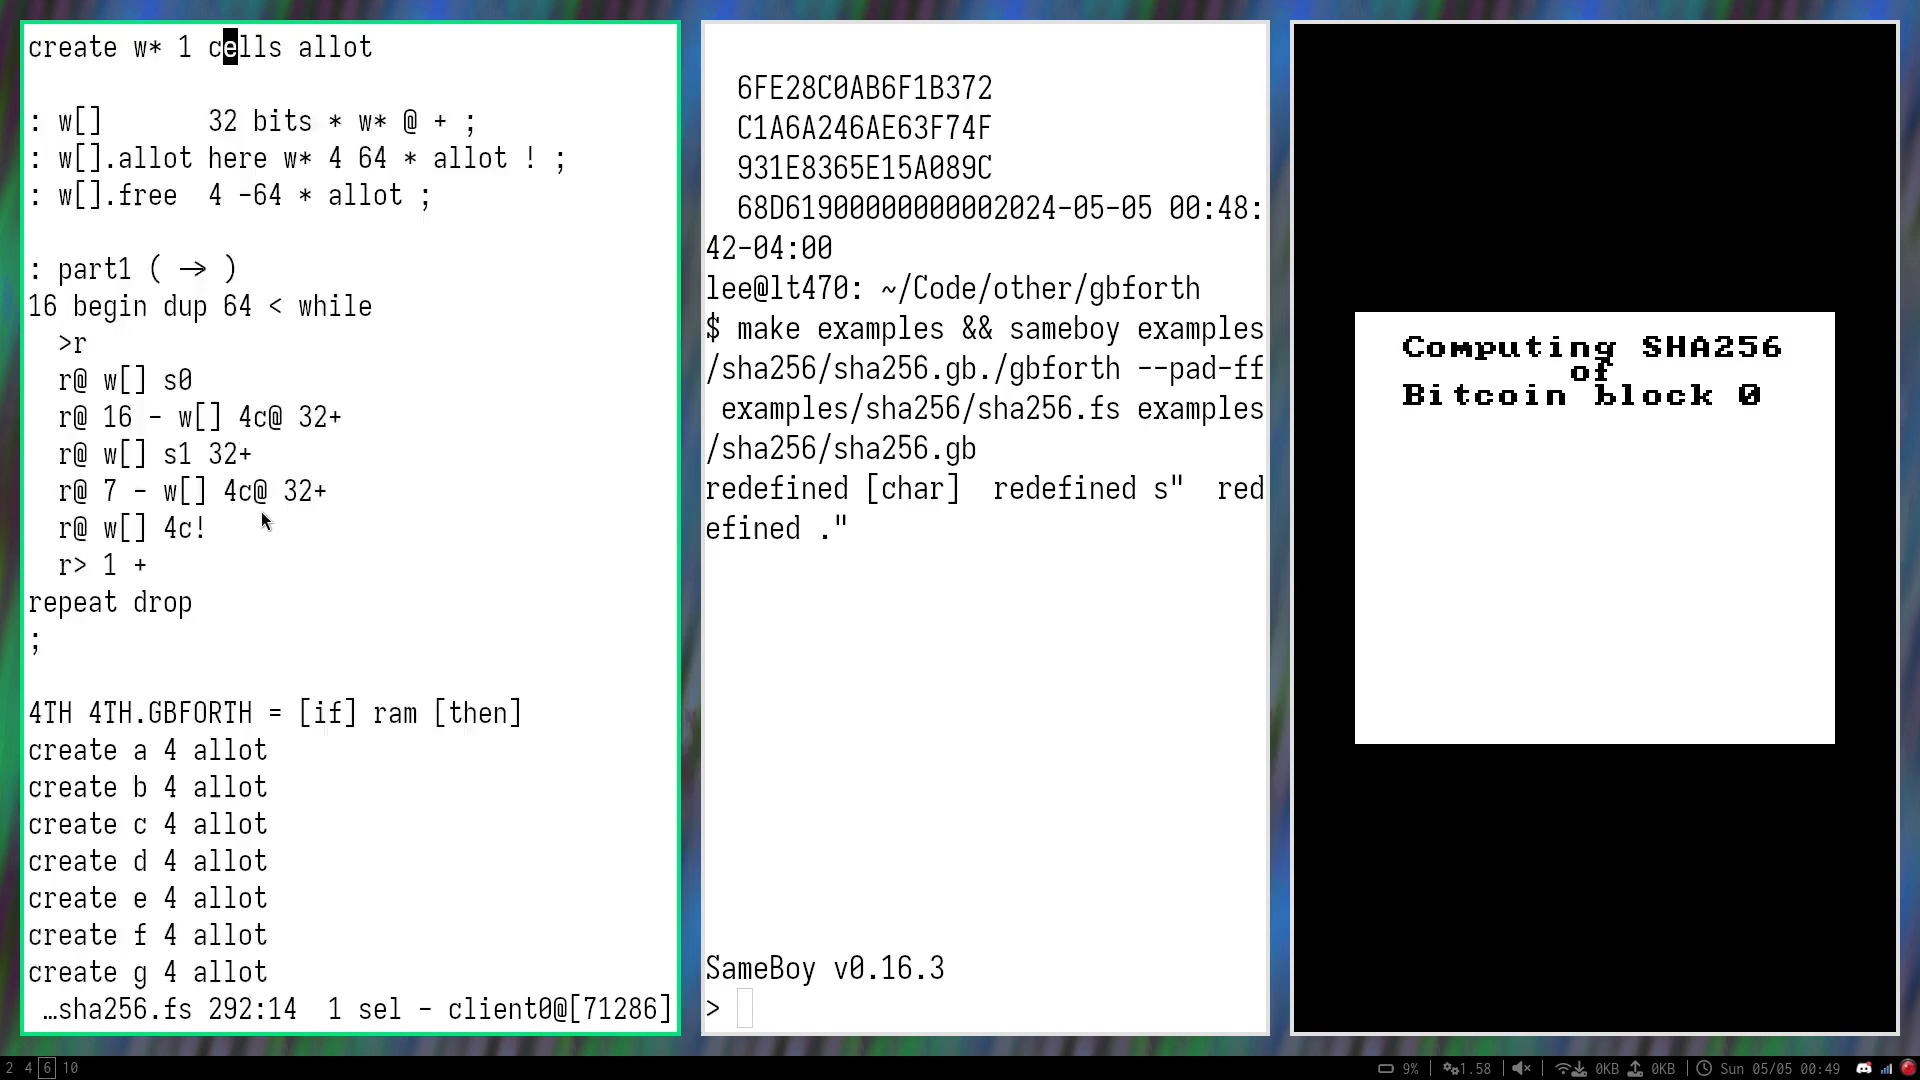 create w* 1 cells allot
: w[]       32 bits * w* @ + ;
: w[].allot here w* 4 64 * allot ! ;
: w[].free  4 -64 * allot ;
: part1 ( -> )
16 begin dup 64 < while
  >r
  r@ w[] s0
  r@ 16 - w[] 4c@ 32+
  r@ w[] s1 32+
  r@ 7 - w[] 4c@ 32+
  r@ w[] 4c!
  r> 1 +
repeat drop
;
4TH 4TH.GBFORTH = [if] ram [then]
create a 4 allot
create b 4 allot
create c 4 allot
create d 4 allot
create e 4 allot
create f 4 allot
create g 4 allot
…sha256.fs 292:14  1 sel - client0@[71286]
6FE28C0AB6F1B372
C1A6A246AE63F74F
931E8365E15A089C
68D61900000000002024-05-05 00:48:
42-04:00
lee@lt470: ~/Code/other/gbforth
$ make examples && sameboy examples
/sha256/sha256.gb./gbforth --pad-ff
 examples/sha256/sha256.fs examples
/sha256/sha256.gb
redefined [char]  redefined s"  red
efined ."
SameBoy v0.16.3
>
Computing SHA256
of
Bitcoin block 0
2 4 6 10
9% 1.58 0KB 0KB Sun 05/05 00:49